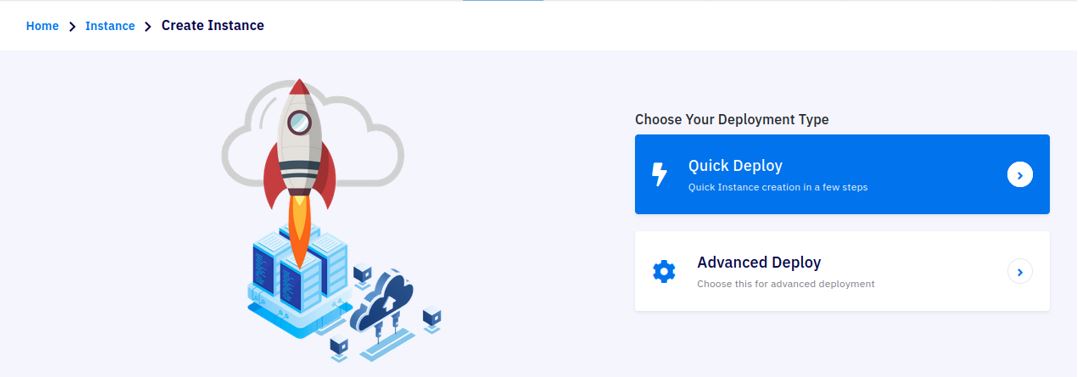 Home > Instance > Create Instance
Choose Your Deployment Type
Quick Deploy
Quick Instance creation in a few steps
Advanced Deploy
Choose this for advanced deployment